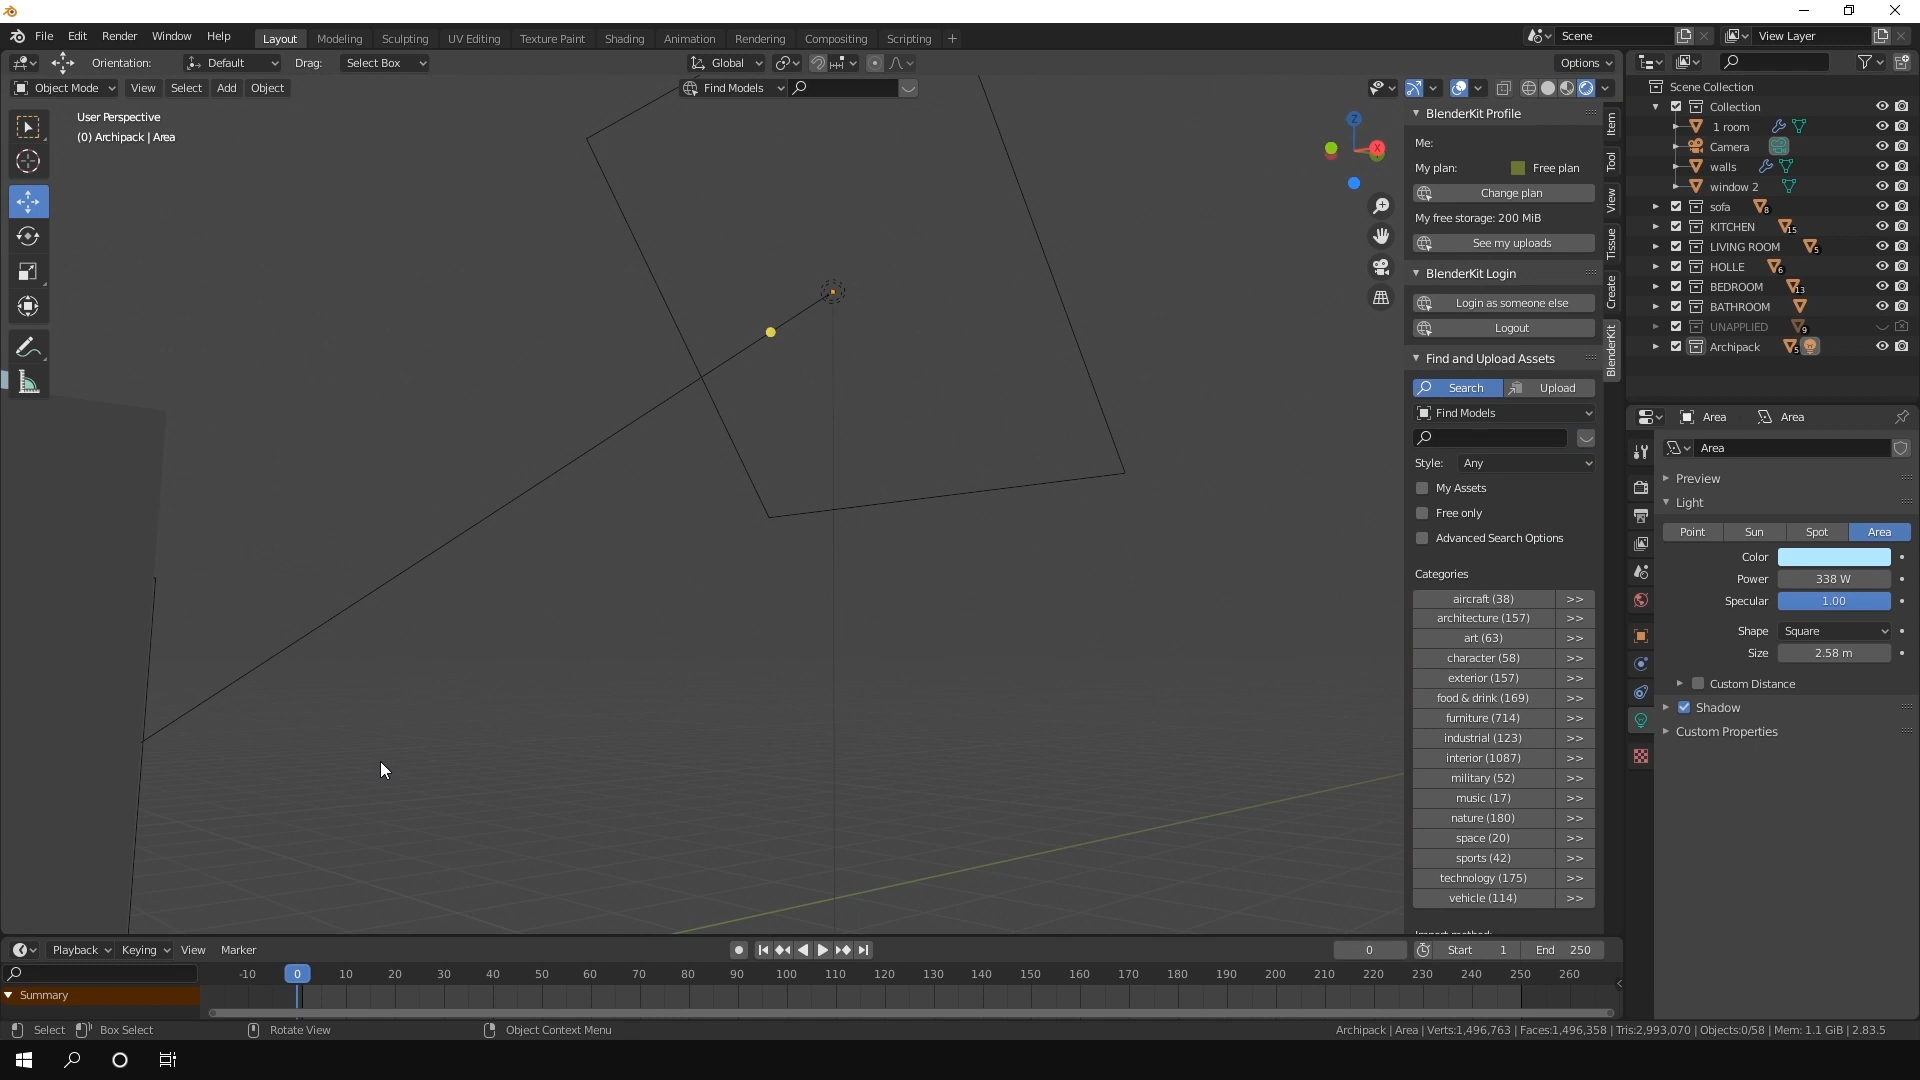 File Edit Render Window Help
Layout Modeling Sculpting UV Editing Texture Paint Shading Animation Rendering Compositing Scripting +
Scene
View Layer
Orientation: Default Drag: Select Box
Global
Options
Object Mode View Select Add Object
Find Models
User Perspective
(0) Archipack | Area
Z
X
BlenderKit Profile
Me:
My plan: Free plan
Change plan
My free storage: 200 MiB
See my uploads
BlenderKit Login
Login as someone else
Logout
Find and Upload Assets
Search Upload
Find Models
Style: Any
My Assets
Free only
Advanced Search Options
Categories
aircraft (38) >>
architecture (157) >>
art (63) >>
character (58) >>
exterior (157) >>
food & drink (169) >>
furniture (714) >>
industrial (123) >>
interior (1087) >>
military (52) >>
music (17) >>
nature (180) >>
space (20) >>
sports (42) >>
technology (175) >>
vehicle (114) >>
Item
Tool
View
Tissue
Create
BlenderKit
Scene Collection
Collection
1 room
Camera
walls
window 2
sofa 8
KITCHEN 15
LIVING ROOM 5
HOLLE 6
BEDROOM 13
BATHROOM
UNAPPLIED 9
Archipack 5
Area Area
Area
Preview
Light
Point Sun Spot Area
Color
Power 338 W
Specular 1.00
Shape Square
Size 2.58 m
Custom Distance
Shadow
Custom Properties
Playback Keying View Marker
0 Start 1 End 250
-10 0 10 20 30 40 50 60 70 80 90 100 110 120 130 140 150 160 170 180 190 200 210 220 230 240 250 260
Summary
Select Box Select Rotate View Object Context Menu
Archipack | Area | Verts:1,496,763 | Faces:1,496,358 | Tris:2,993,070 | Objects:0/58 | Mem: 1.1 GiB | 2.83.5